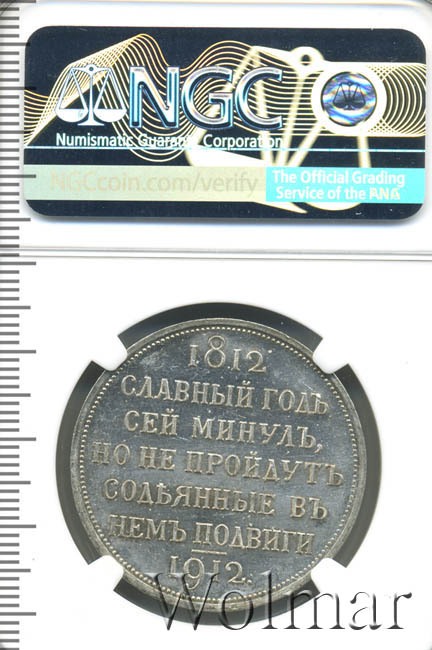 NGC
Numismatic Guaranty Corporation
NGCcoin.com/verify
The Official Grading
Service of the ANA
1812
СЛАВНЫЙ ГОДЪ
СЕЙ МИНУЛЪ,
НО НЕ ПРОЙДУТЪ
СОДѢЯННЫЕ ВЪ
НЕМЪ ПОДВИГИ
1912.
Wolmar